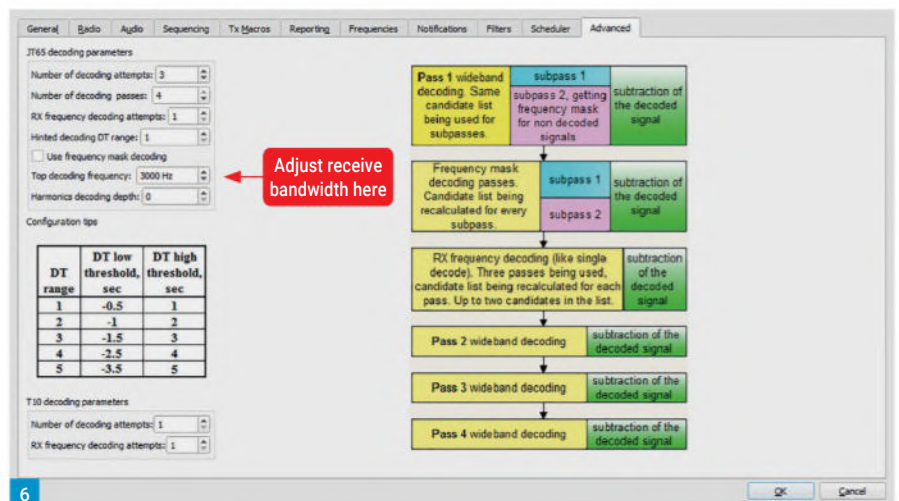 General Radio Audio Sequencing Tx Macros Reporting Frequencies Notifications Filters Scheduler Advanced
JT65 decoding parameters
Number of decoding attempts: 3
Number of decoding passes: 4
RX frequency decoding attempts: 1
Hinted decoding DT range: 1
Use frequency mask decoding
Top decoding frequency: 3000 Hz
Harmonics decoding depth: 0
Adjust receive
bandwidth here
Configuration tips
DT range DT low threshold, sec DT high threshold, sec
1 -0.5 1
2 -1 2
3 -1.5 3
4 -2.5 4
5 -3.5 5
T10 decoding parameters
Number of decoding attempts: 1
RX frequency decoding attempts: 1
Pass 1 wideband
decoding. Same
candidate list
being used for
subpasses.
subpass 1
subpass 2, getting
frequency mask
for non decoded
signals
subtraction of
the decoded
signal
Frequency mask
decoding passes.
Candidate list being
recalculated for every
subpass.
subpass 1
subpass 2
subtraction of
the decoded
signal
RX frequency decoding (like single
decode). Three passes being used,
candidate list being recalculated for each
pass. Up to two candidates in the list.
subtraction
of the
decoded
signal
Pass 2 wideband decoding
subtraction of the
decoded signal
Pass 3 wideband decoding
subtraction of the
decoded signal
Pass 4 wideband decoding
subtraction of the
decoded signal
OK Cancel
6